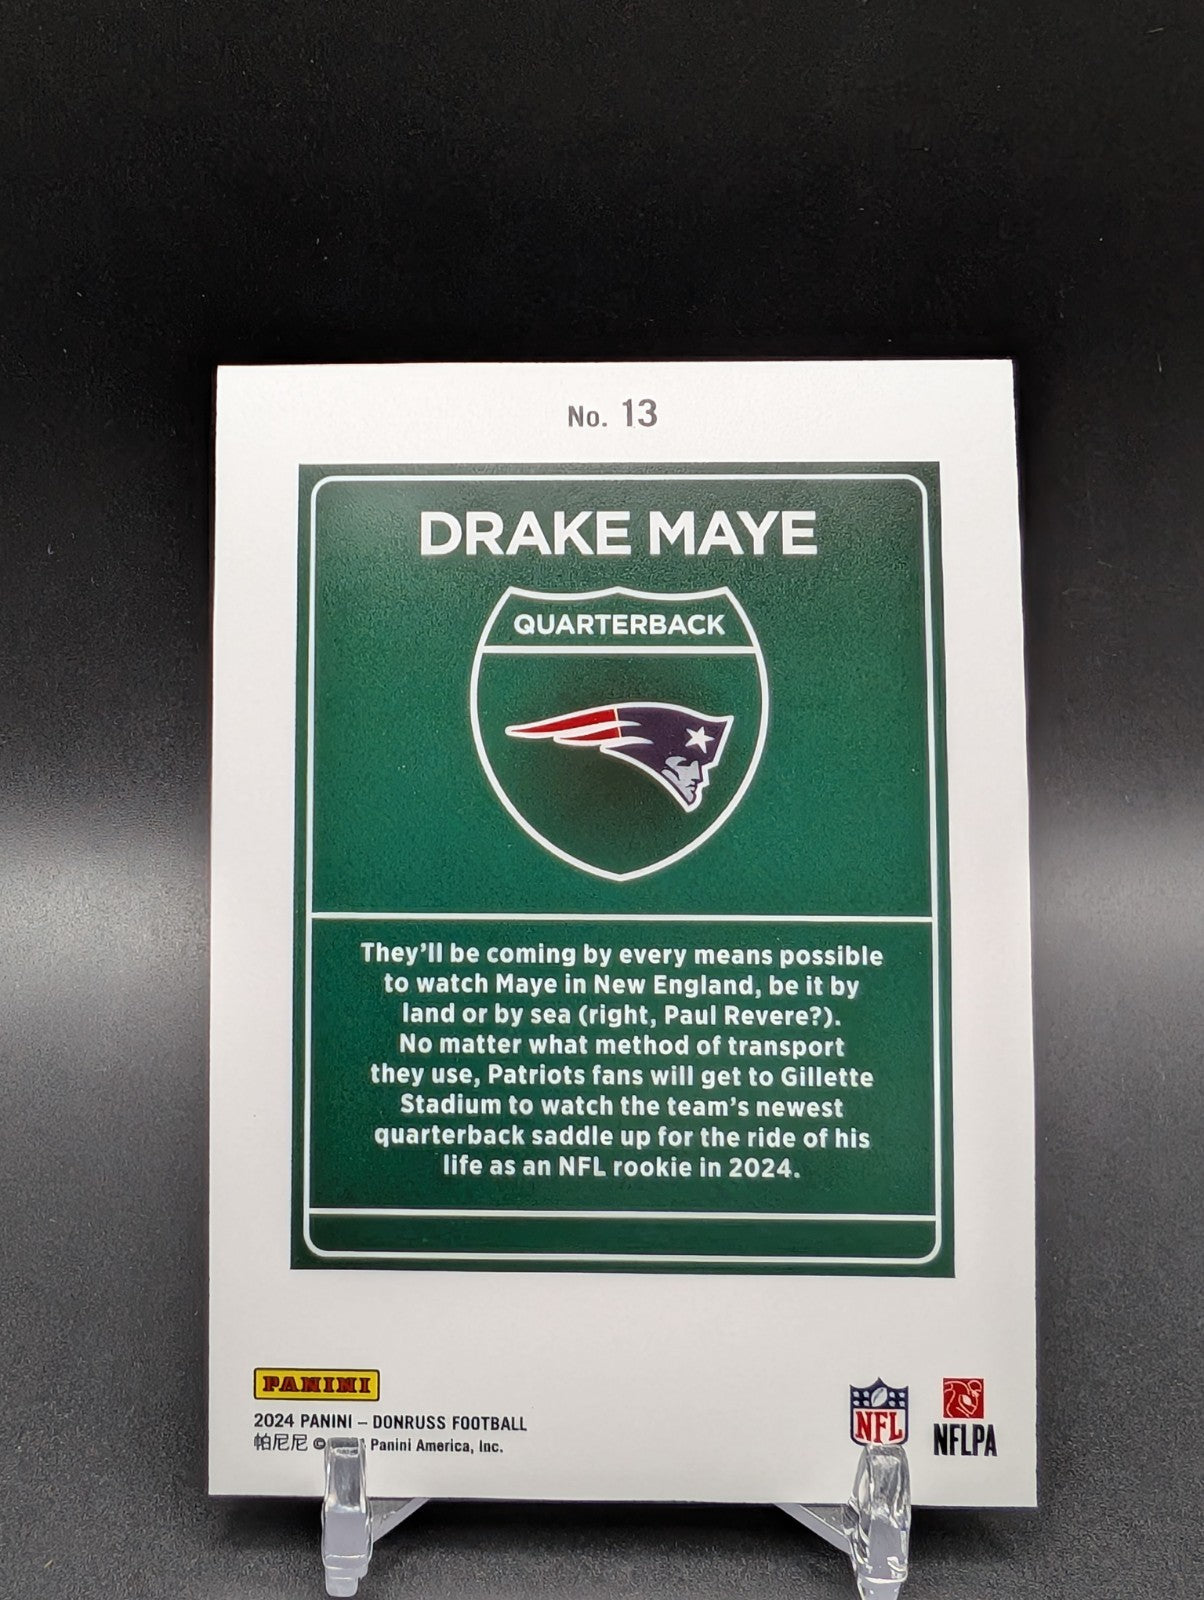 No. 13
DRAKE MAYE
QUARTERBACK
They'll be coming by every means possible
to watch Maye in New England, be it by
land or by sea (right, Paul Revere?).
No matter what method of transport
they use, Patriots fans will get to Gillette
Stadium to watch the team's newest
quarterback saddle up for the ride of his
life as an NFL rookie in 2024.
PANINI
2024 PANINI – DONRUSS FOOTBALL
帕尼尼 © Panini America, Inc.
NFL
NFLPA